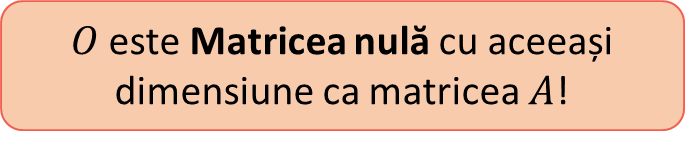 O este Matricea nulă cu aceeași
dimensiune ca matricea A!